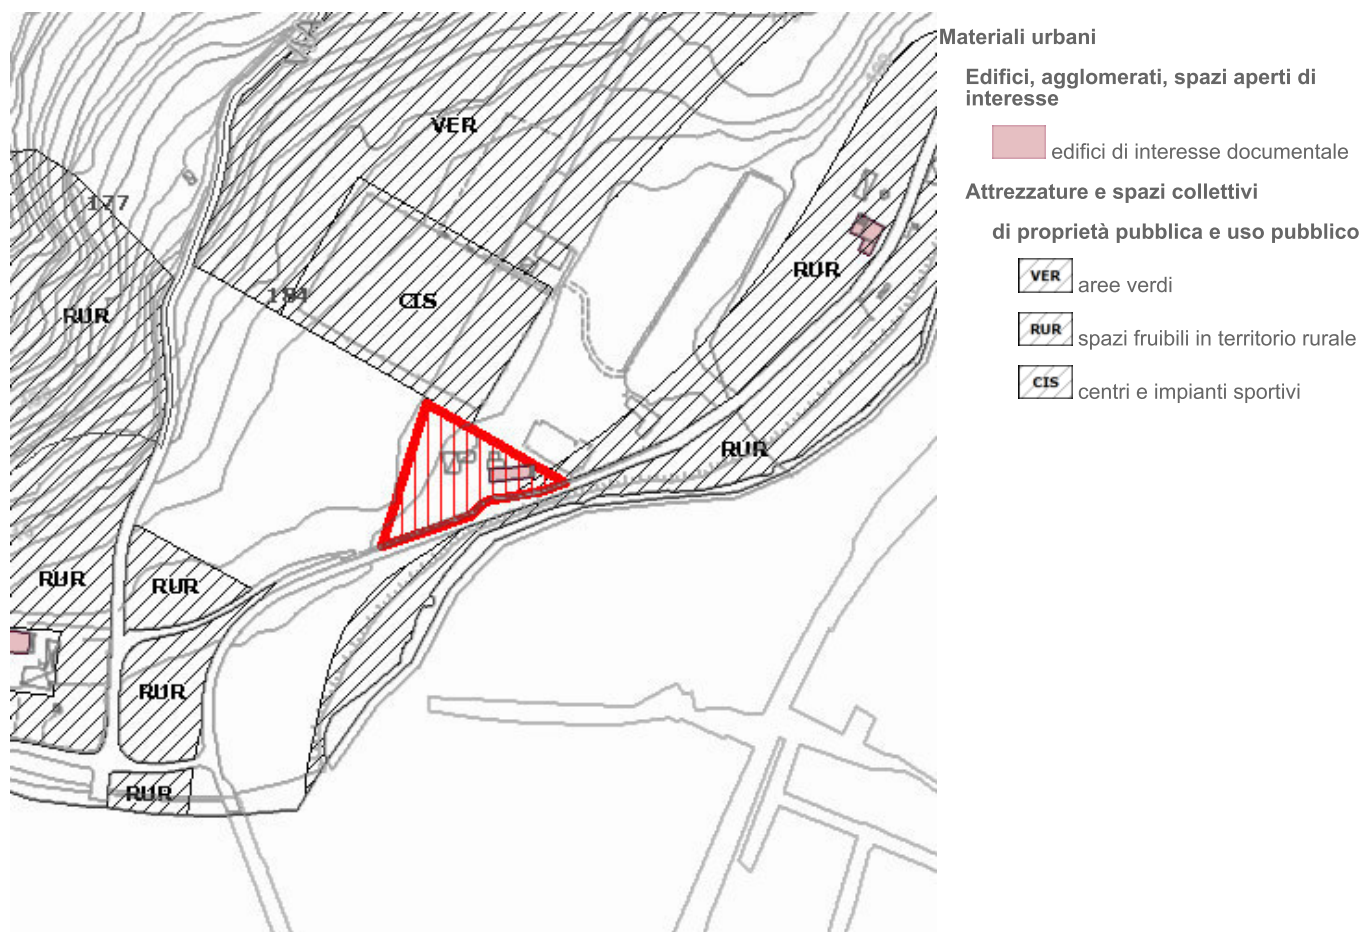 Materiali urbani
Edifici, agglomerati, spazi aperti di
interesse
edifici di interesse documentale
Attrezzature e spazi collettivi
di proprietà pubblica e uso pubblico
VER aree verdi
RUR spazi fruibili in territorio rurale
CIS centri e impianti sportivi
VER
177
RUR
CIS
RUR
RUR
RUR
RUR
RUR
RUR